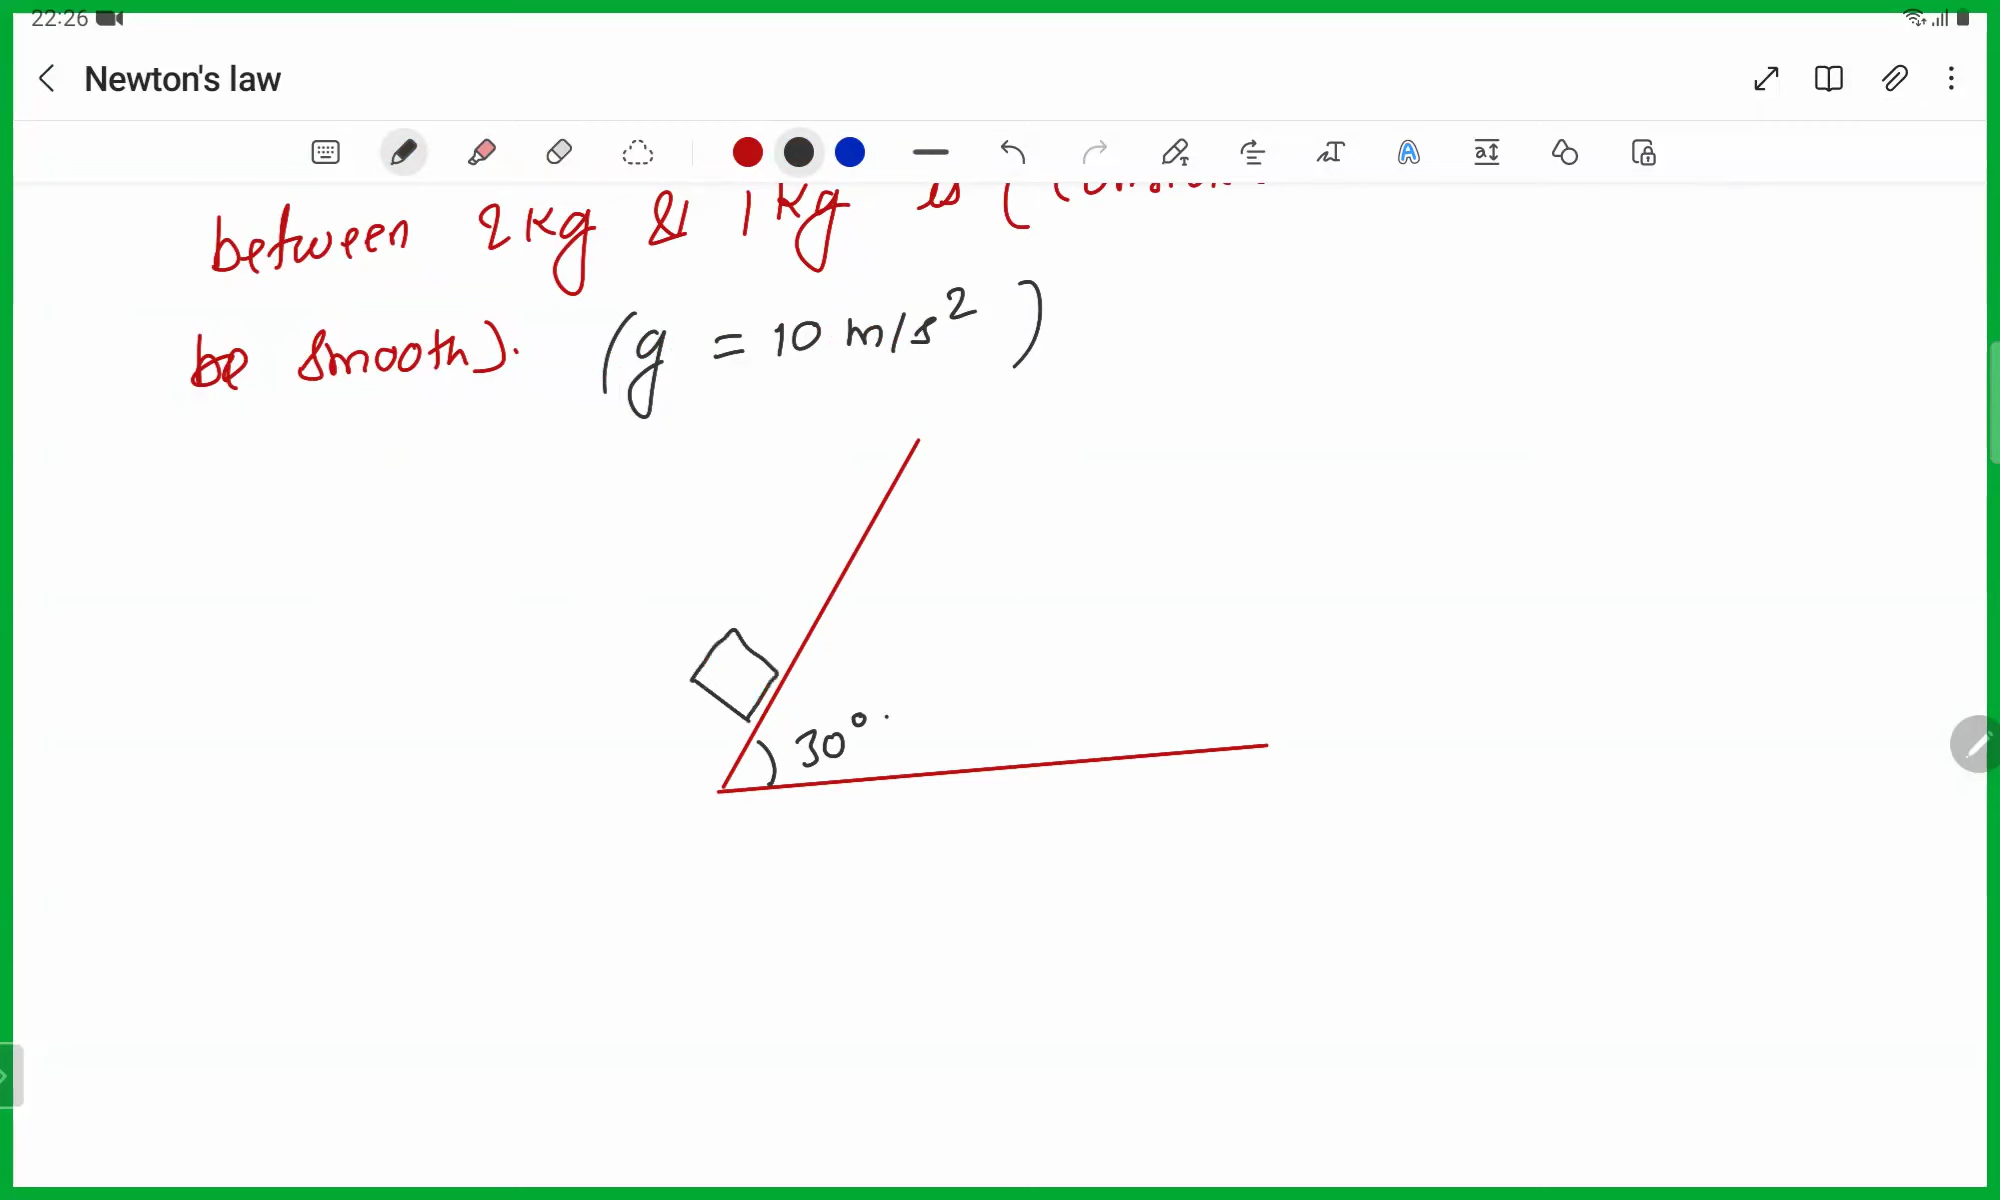 22:26
Newton's law
between 2kg & 1kg is (
be smooth). (g = 10 m/s²)
30°